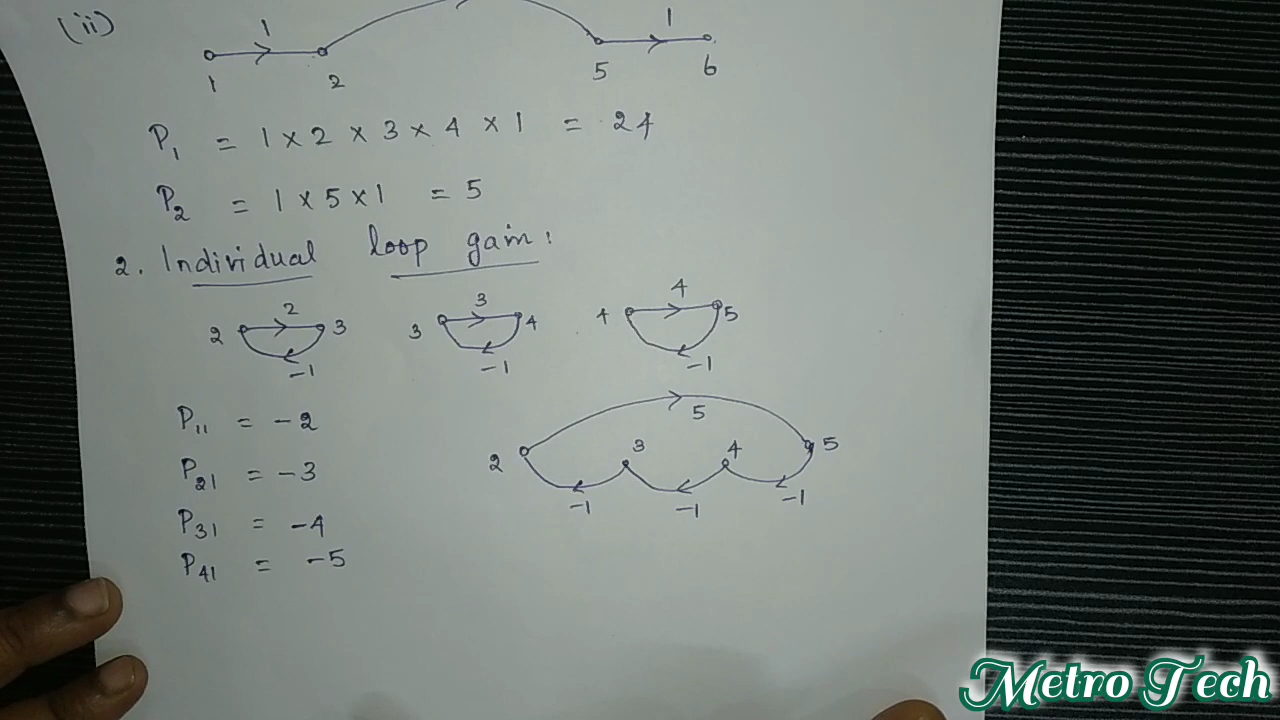 (ii)
1 1
1 2 5 6
P1 = 1 × 2 × 3 × 4 × 1 = 24
P2 = 1 × 5 × 1 = 5
2. Individual loop gain:
2 3 4
2 3 3 4 4 5
-1 -1 -1
5
2 3 4 5
-1 -1 -1
P11 = -2
P21 = -3
P31 = -4
P41 = -5
Metro Tech